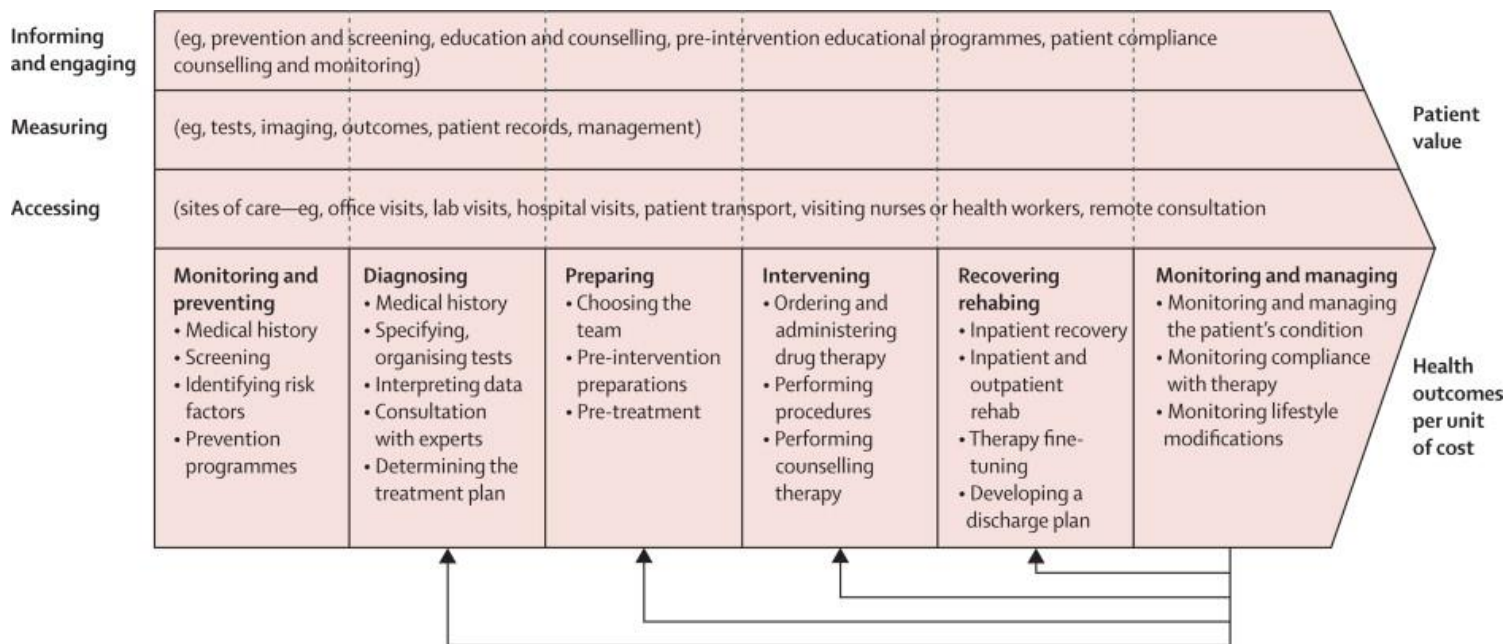 Informing
and engaging
(eg, prevention and screening, education and counselling, pre-intervention educational programmes, patient compliance
counselling and monitoring)
Measuring
(eg, tests, imaging, outcomes, patient records, management)
Accessing
(sites of care—eg, office visits, lab visits, hospital visits, patient transport, visiting nurses or health workers, remote consultation
Patient
value
Monitoring and
preventing
• Medical history
• Screening
• Identifying risk
factors
• Prevention
programmes
Diagnosing
• Medical history
• Specifying,
organising tests
• Interpreting data
• Consultation
with experts
• Determining the
treatment plan
Preparing
• Choosing the
team
• Pre-intervention
preparations
• Pre-treatment
Intervening
• Ordering and
administering
drug therapy
• Performing
procedures
• Performing
counselling
therapy
Recovering
rehabing
• Inpatient recovery
• Inpatient and
outpatient
rehab
• Therapy fine-
tuning
• Developing a
discharge plan
Monitoring and managing
• Monitoring and managing
the patient's condition
• Monitoring compliance
with therapy
• Monitoring lifestyle
modifications
Health
outcomes
per unit
of cost